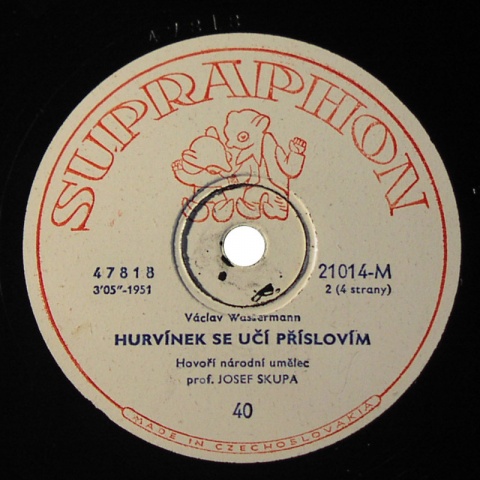 47818
SUPRAPHON
47818
3'05"-1951
21014-M
2 (4 strany)
Václav Wassermann
HURVÍNEK SE UČÍ PŘÍSLOVÍM
Hovoří národní umělec
prof. JOSEF SKUPA
40
MADE IN CZECHOSLOVAKIA